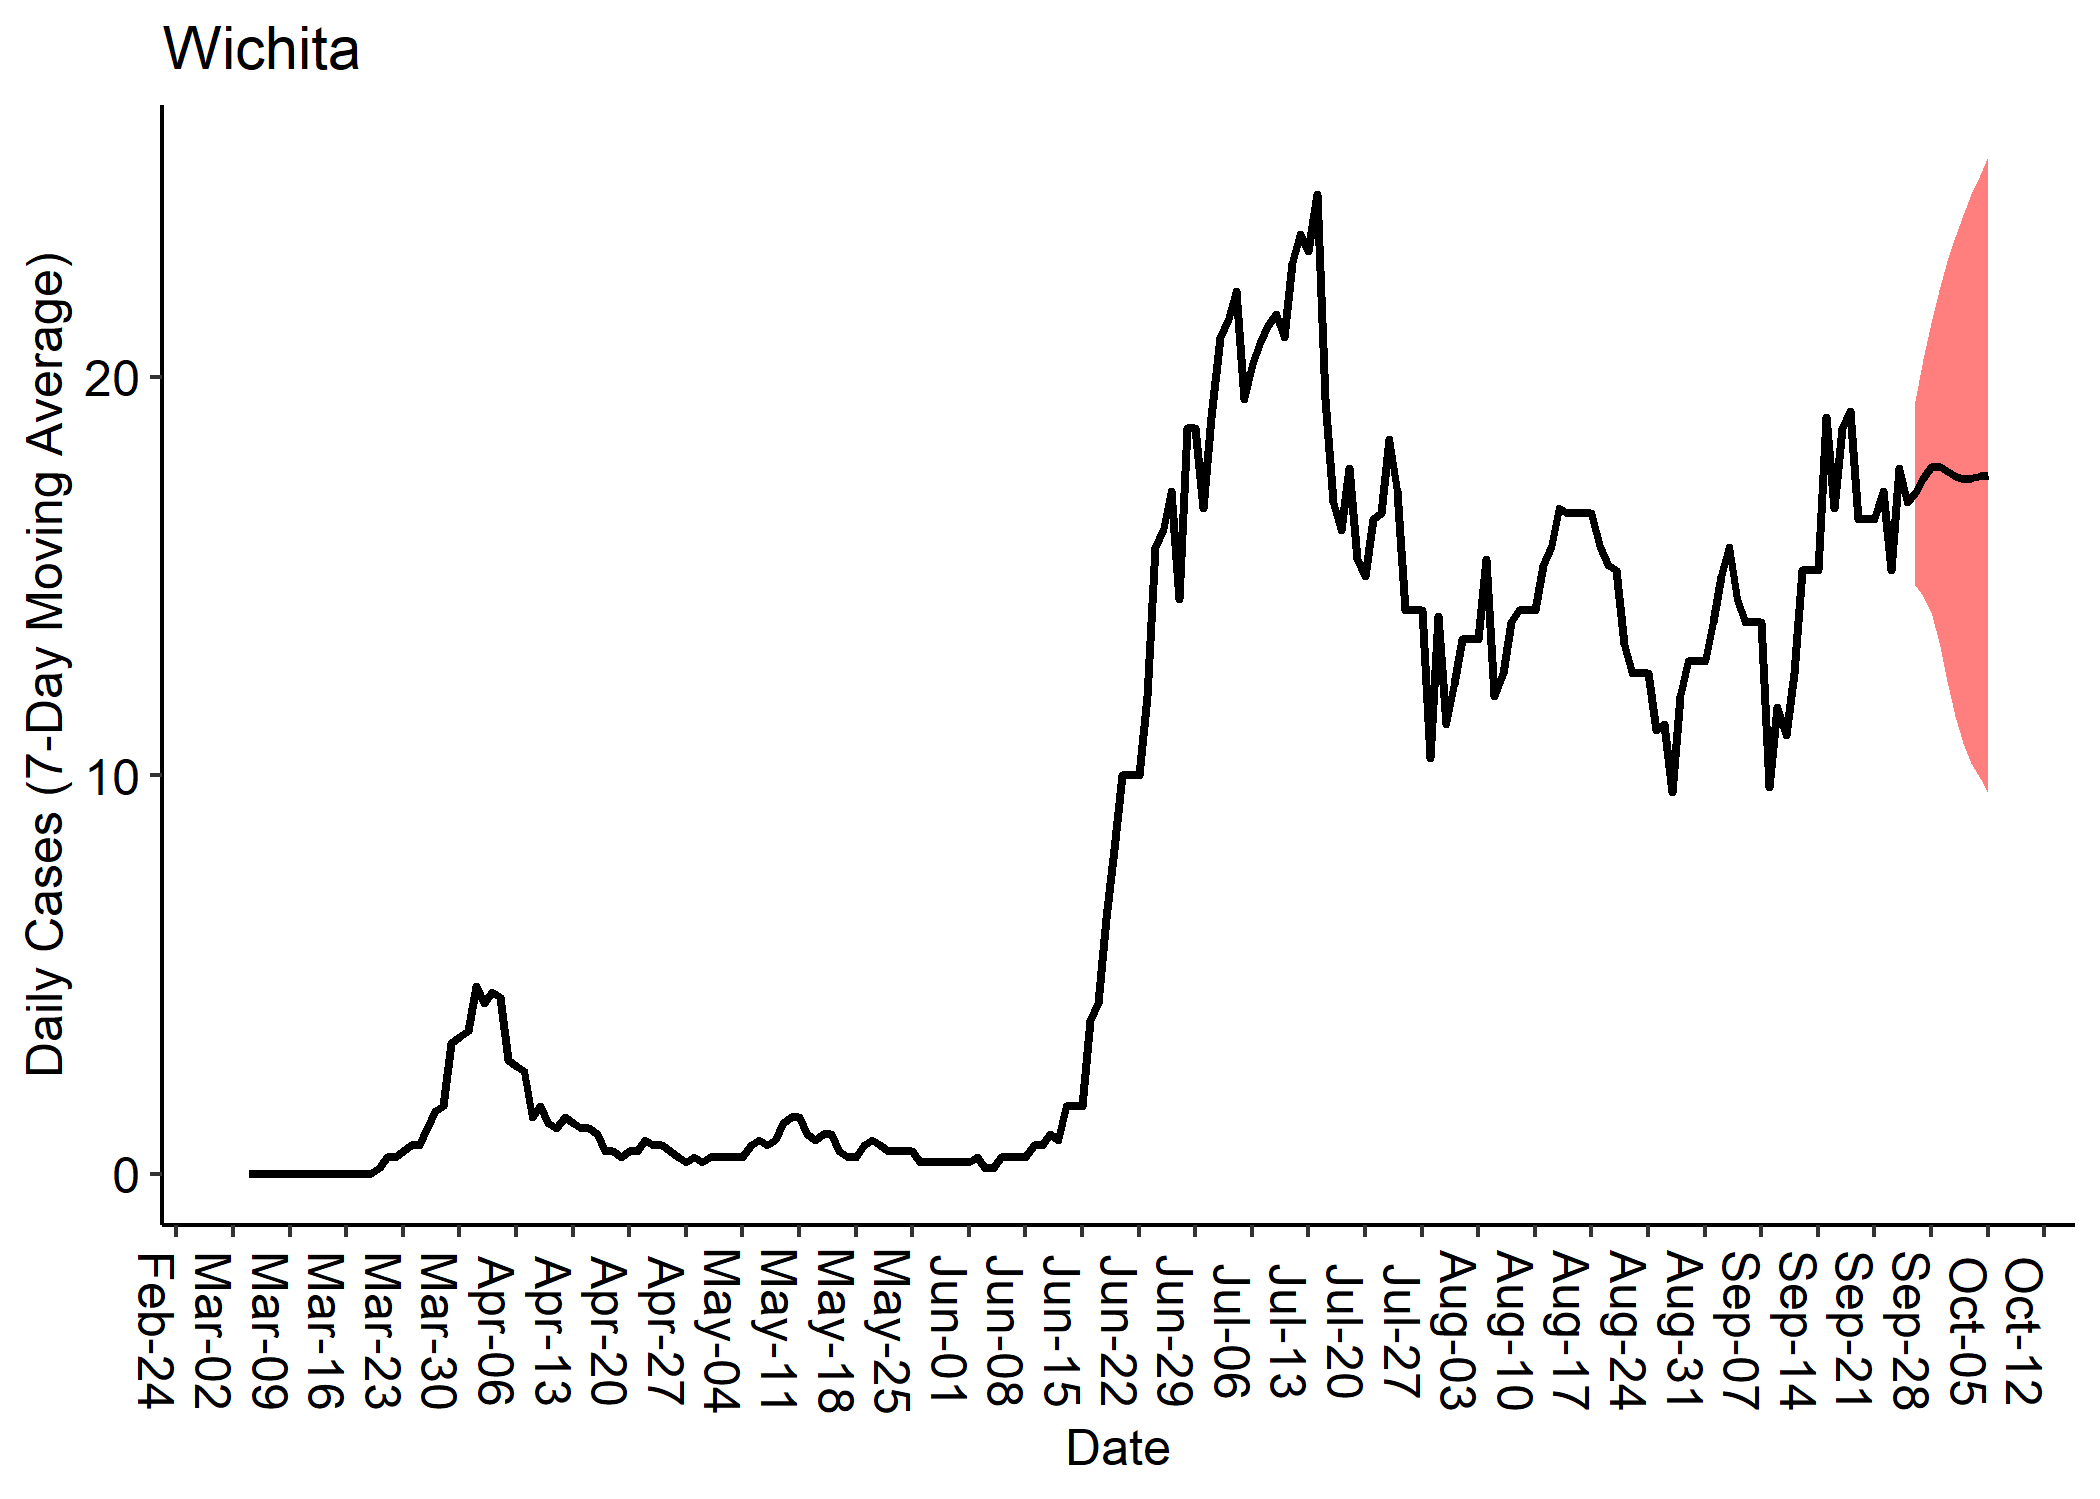 Wichita
Daily Cases (7-Day Moving Average)
20
10
0
Feb-24
Mar-02
Mar-09
Mar-16
Mar-23
Mar-30
Apr-06
Apr-13
Apr-20
Apr-27
May-04
May-11
May-18
May-25
Jun-01
Jun-08
Jun-15
Jun-22
Jun-29
Jul-06
Jul-13
Jul-20
Jul-27
Aug-03
Aug-10
Aug-17
Aug-24
Aug-31
Sep-07
Sep-14
Sep-21
Sep-28
Oct-05
Oct-12
Date